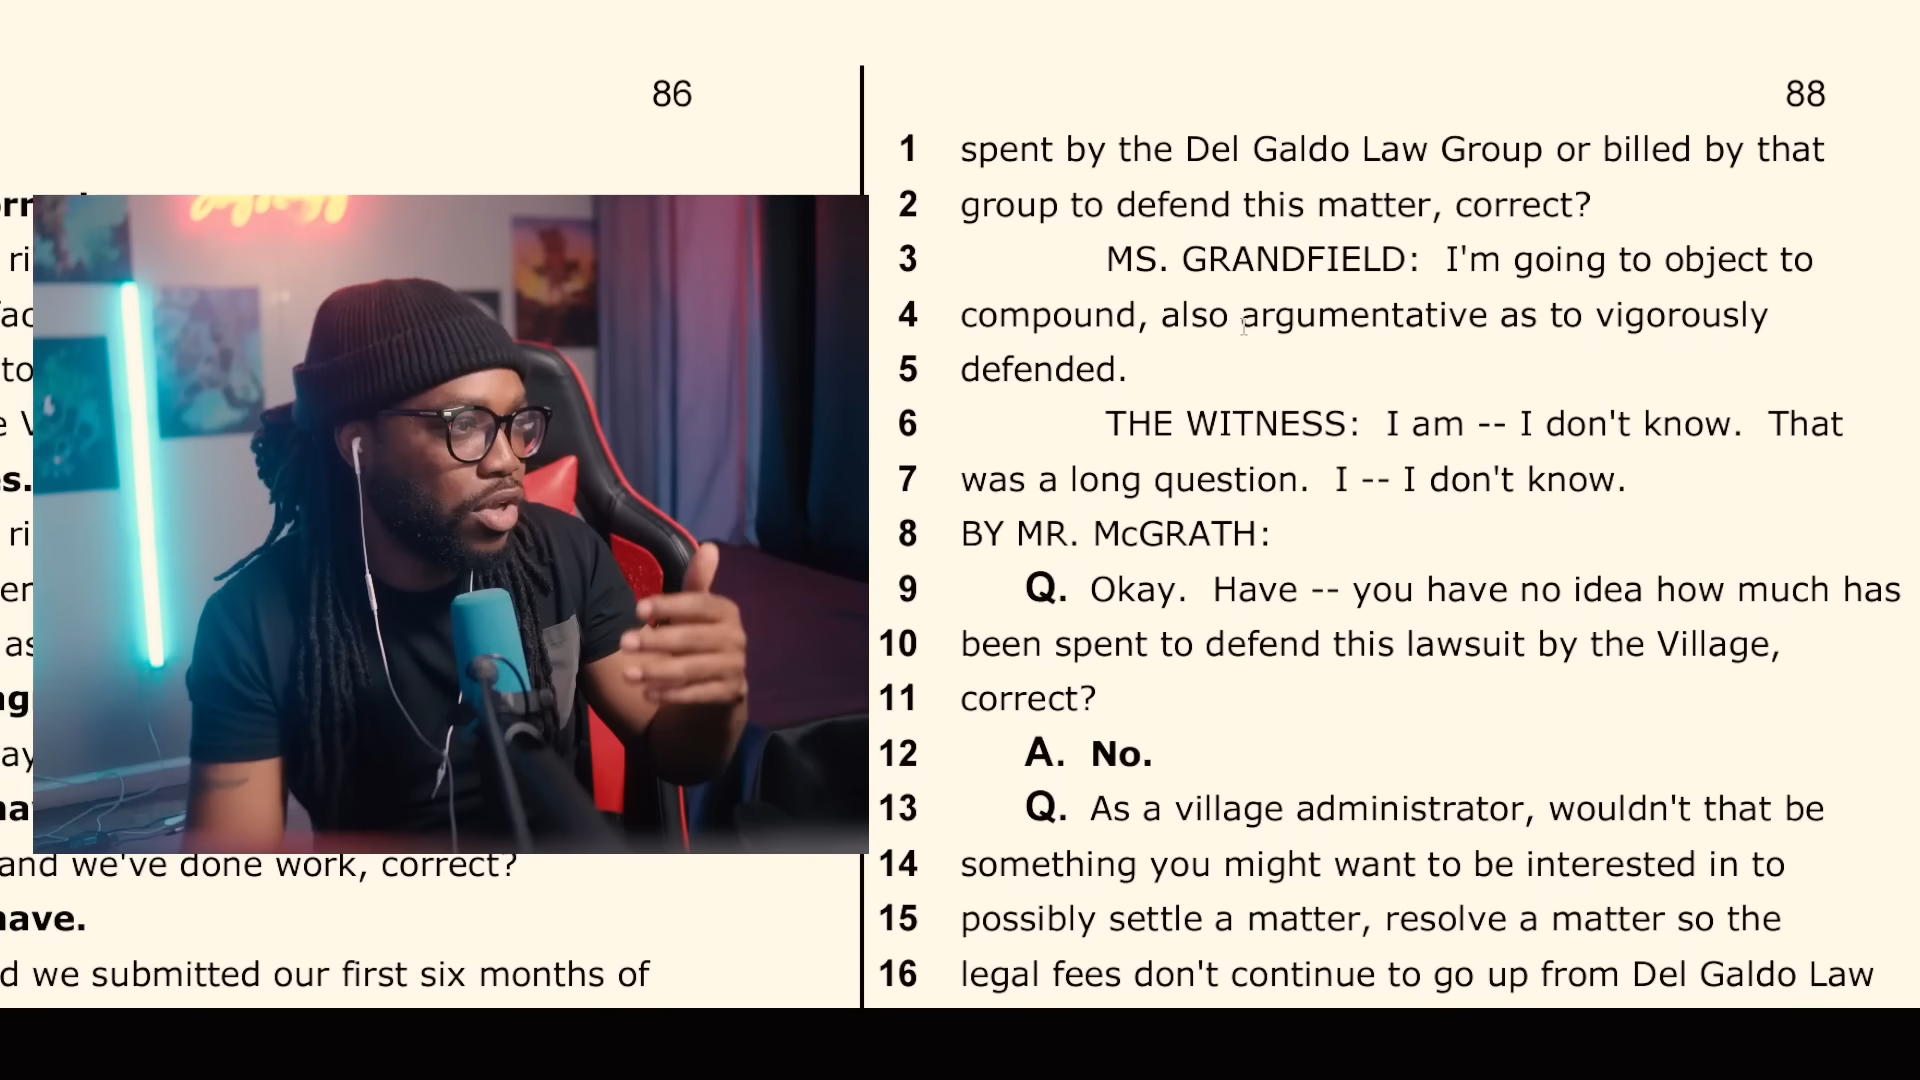 86
and we've done work, correct?
have.
we submitted our first six months of
88
1 spent by the Del Galdo Law Group or billed by that
2 group to defend this matter, correct?
3 MS. GRANDFIELD: I'm going to object to
4 compound, also argumentative as to vigorously
5 defended.
6 THE WITNESS: I am -- I don't know. That
7 was a long question. I -- I don't know.
8 BY MR. McGRATH:
9 Q. Okay. Have -- you have no idea how much has
10 been spent to defend this lawsuit by the Village,
11 correct?
12 A. No.
13 Q. As a village administrator, wouldn't that be
14 something you might want to be interested in to
15 possibly settle a matter, resolve a matter so the
16 legal fees don't continue to go up from Del Galdo Law